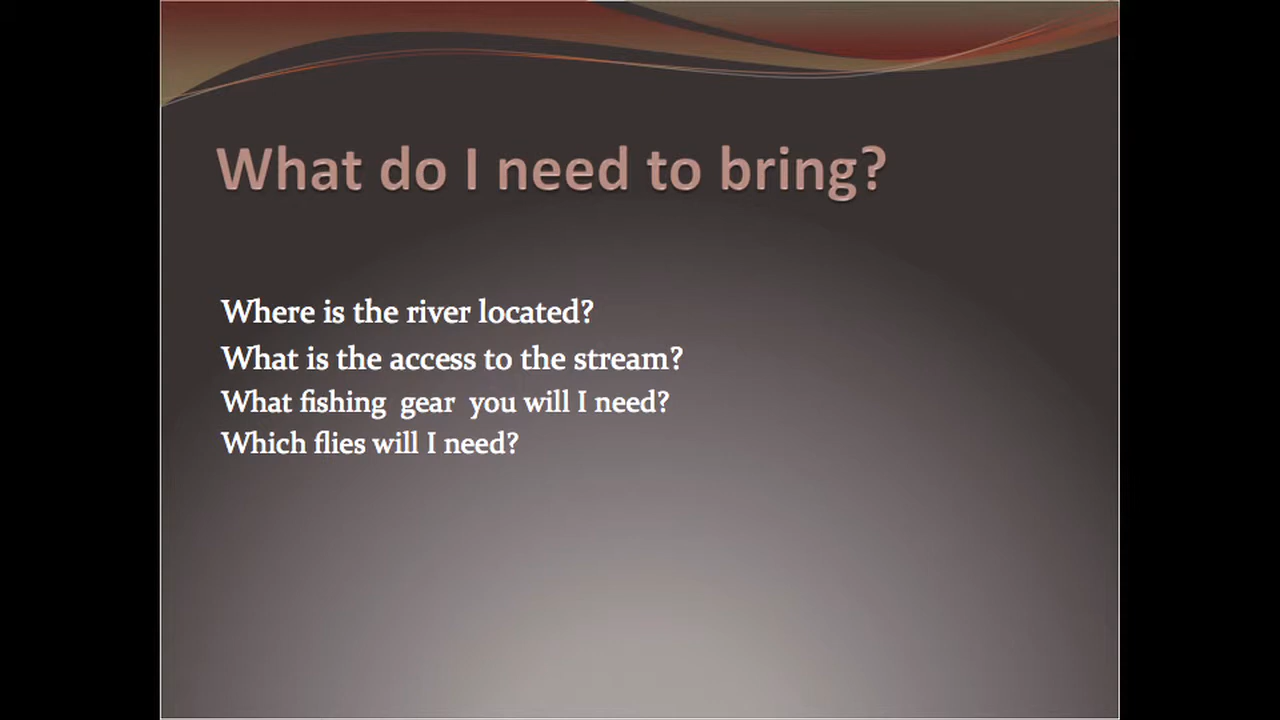 What do I need to bring?
Where is the river located?
What is the access to the stream?
What fishing  gear  you will I need?
Which flies will I need?